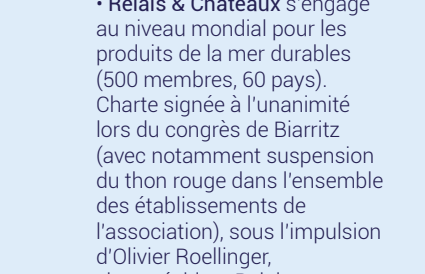 • Relais & Châteaux s'engage
au niveau mondial pour les
produits de la mer durables
(500 membres, 60 pays).
Charte signée à l'unanimité
lors du congrès de Biarritz
(avec notamment suspension
du thon rouge dans l'ensemble
des établissements de
l'association), sous l'impulsion
d'Olivier Roellinger,